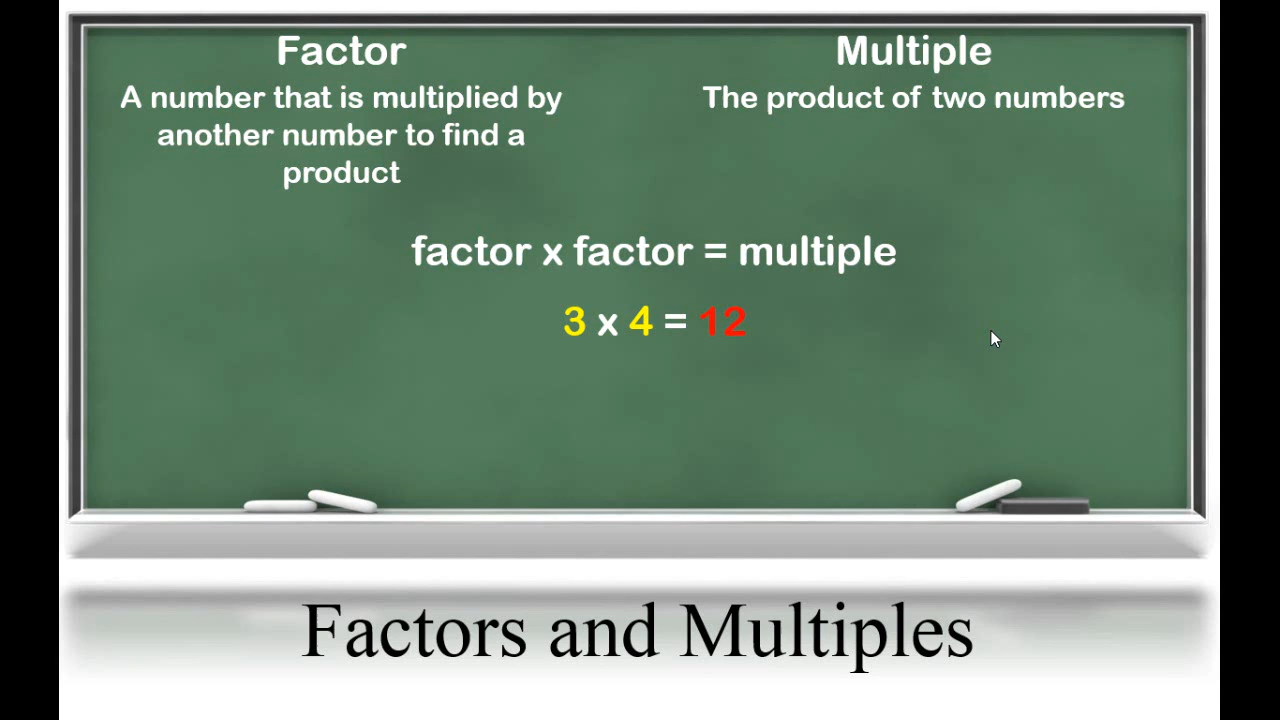 Factor
A number that is multiplied by
another number to find a
product
Multiple
The product of two numbers
factor x factor = multiple
3 x 4 = 12
Factors and Multiples